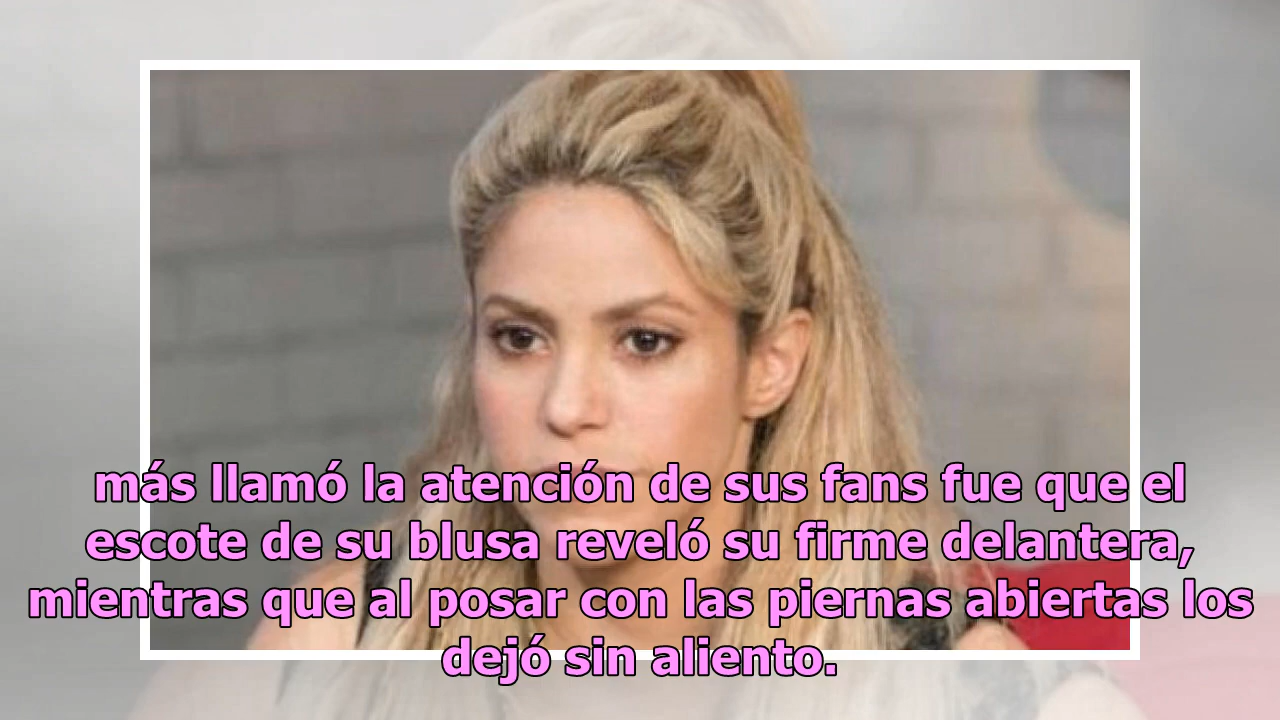 más llamó la atención de sus fans fue que el
escote de su blusa reveló su firme delantera,
mientras que al posar con las piernas abiertas los
dejó sin aliento.